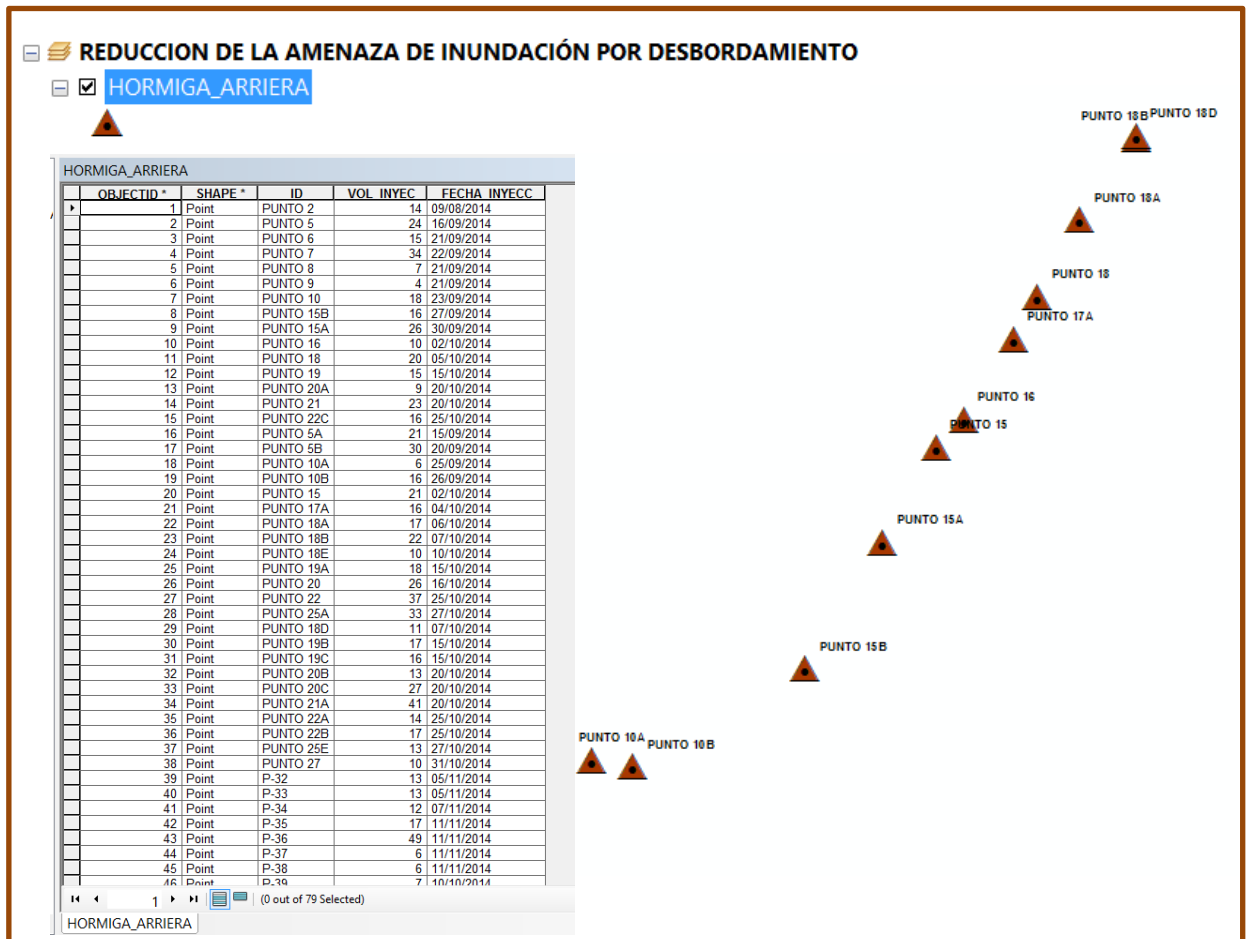 REDUCCION DE LA AMENAZA DE INUNDACIÓN POR DESBORDAMIENTO
HORMIGA_ARRIERA
HORMIGA_ARRIERA
OBJECTID * SHAPE * ID VOL_INYEC FECHA_INYECC
1 Point PUNTO 2 14 09/08/2014
2 Point PUNTO 5 24 16/09/2014
3 Point PUNTO 6 15 21/09/2014
4 Point PUNTO 7 34 22/09/2014
5 Point PUNTO 8 7 21/09/2014
6 Point PUNTO 9 4 21/09/2014
7 Point PUNTO 10 18 23/09/2014
8 Point PUNTO 15B 16 27/09/2014
9 Point PUNTO 15A 26 30/09/2014
10 Point PUNTO 16 10 02/10/2014
11 Point PUNTO 18 20 05/10/2014
12 Point PUNTO 19 15 15/10/2014
13 Point PUNTO 20A 9 20/10/2014
14 Point PUNTO 21 23 20/10/2014
15 Point PUNTO 22C 16 25/10/2014
16 Point PUNTO 5A 21 15/09/2014
17 Point PUNTO 5B 30 20/09/2014
18 Point PUNTO 10A 6 25/09/2014
19 Point PUNTO 10B 16 26/09/2014
20 Point PUNTO 15 21 02/10/2014
21 Point PUNTO 17A 16 04/10/2014
22 Point PUNTO 18A 17 06/10/2014
23 Point PUNTO 18B 22 07/10/2014
24 Point PUNTO 18E 10 10/10/2014
25 Point PUNTO 19A 18 15/10/2014
26 Point PUNTO 20 26 16/10/2014
27 Point PUNTO 22 37 25/10/2014
28 Point PUNTO 25A 33 27/10/2014
29 Point PUNTO 18D 11 07/10/2014
30 Point PUNTO 19B 17 15/10/2014
31 Point PUNTO 19C 16 15/10/2014
32 Point PUNTO 20B 13 20/10/2014
33 Point PUNTO 20C 27 20/10/2014
34 Point PUNTO 21A 41 20/10/2014
35 Point PUNTO 22A 14 25/10/2014
36 Point PUNTO 22B 17 25/10/2014
37 Point PUNTO 25E 13 27/10/2014
38 Point PUNTO 27 10 31/10/2014
39 Point P-32 13 05/11/2014
40 Point P-33 13 05/11/2014
41 Point P-34 12 07/11/2014
42 Point P-35 17 11/11/2014
43 Point P-36 49 11/11/2014
44 Point P-37 6 11/11/2014
45 Point P-38 6 11/11/2014
46 Point P-39 7 10/10/2014
1 (0 out of 79 Selected)
HORMIGA_ARRIERA
PUNTO 18B PUNTO 18D
PUNTO 18A
PUNTO 18
PUNTO 17A
PUNTO 16
PUNTO 15
PUNTO 15A
PUNTO 15B
PUNTO 10A
PUNTO 10B